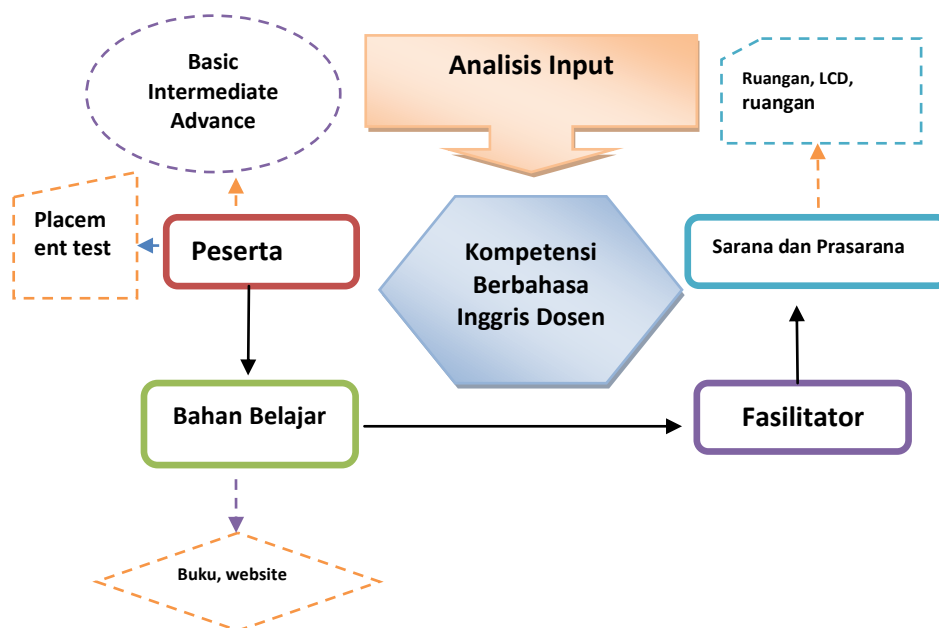 Basic
Intermediate
Advance
Analisis Input
Ruangan, LCD,
ruangan
Placem
ent test
Peserta
Kompetensi
Berbahasa
Inggris Dosen
Sarana dan Prasarana
Bahan Belajar
Fasilitator
Buku, website